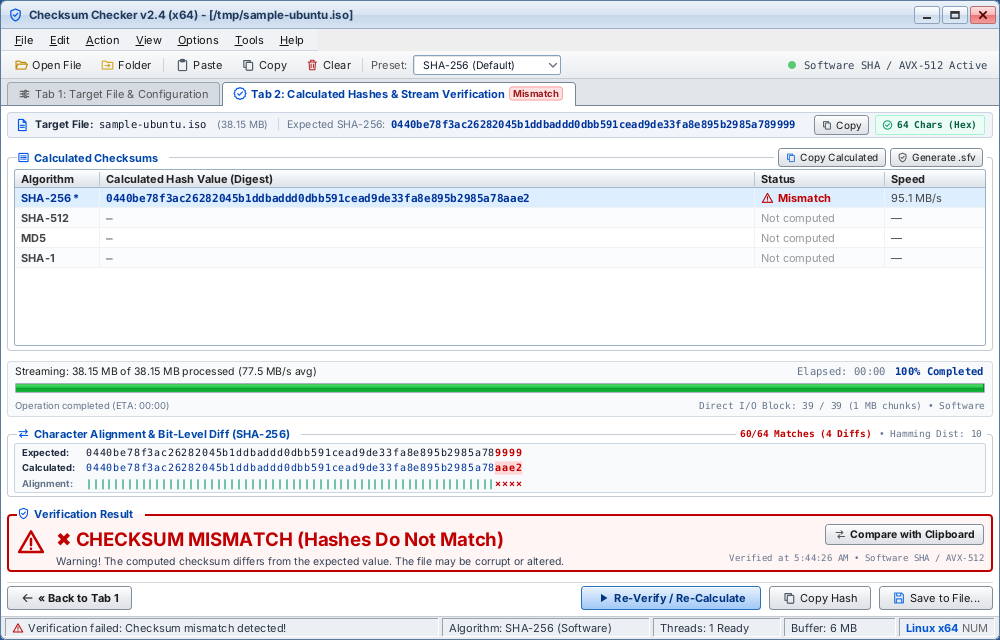 Checksum Checker v2.4 (x64) - [/tmp/sample-ubuntu.iso]
File Edit Action View Options Tools Help
Open File Folder Paste Copy Clear Preset: SHA-256 (Default) Software SHA / AVX-512 Active
Tab 1: Target File & Configuration Tab 2: Calculated Hashes & Stream Verification Mismatch
Target File: sample-ubuntu.iso (38.15 MB) Expected SHA-256: 0440be78f3ac26282045b1ddbaddd0dbb591cead9de33fa8e895b2985a789999 Copy 64 Chars (Hex)
Calculated Checksums Copy Calculated Generate .sfv
Algorithm Calculated Hash Value (Digest) Status Speed
SHA-256 * 0440be78f3ac26282045b1ddbaddd0dbb591cead9de33fa8e895b2985a78aae2 Mismatch 95.1 MB/s
SHA-512 — Not computed —
MD5 — Not computed —
SHA-1 — Not computed —
Streaming: 38.15 MB of 38.15 MB processed (77.5 MB/s avg) Elapsed: 00:00 100% Completed
Operation completed (ETA: 00:00) Direct I/O Block: 39 / 39 (1 MB chunks) • Software
Character Alignment & Bit-Level Diff (SHA-256) 60/64 Matches (4 Diffs) • Hamming Dist: 10
Expected: 0440be78f3ac26282045b1ddbaddd0dbb591cead9de33fa8e895b2985a789999
Calculated: 0440be78f3ac26282045b1ddbaddd0dbb591cead9de33fa8e895b2985a78aae2
Alignment: ||||||||||||||||||||||||||||||||||||||||||||||||||||||||||||××××
Verification Result
✖ CHECKSUM MISMATCH (Hashes Do Not Match) Compare with Clipboard
Warning! The computed checksum differs from the expected value. The file may be corrupt or altered. Verified at 5:44:26 AM • Software SHA / AVX-512
« Back to Tab 1 Re-Verify / Re-Calculate Copy Hash Save to File...
Verification failed: Checksum mismatch detected! Algorithm: SHA-256 (Software) Threads: 1 Ready Buffer: 6 MB Linux x64 NUM